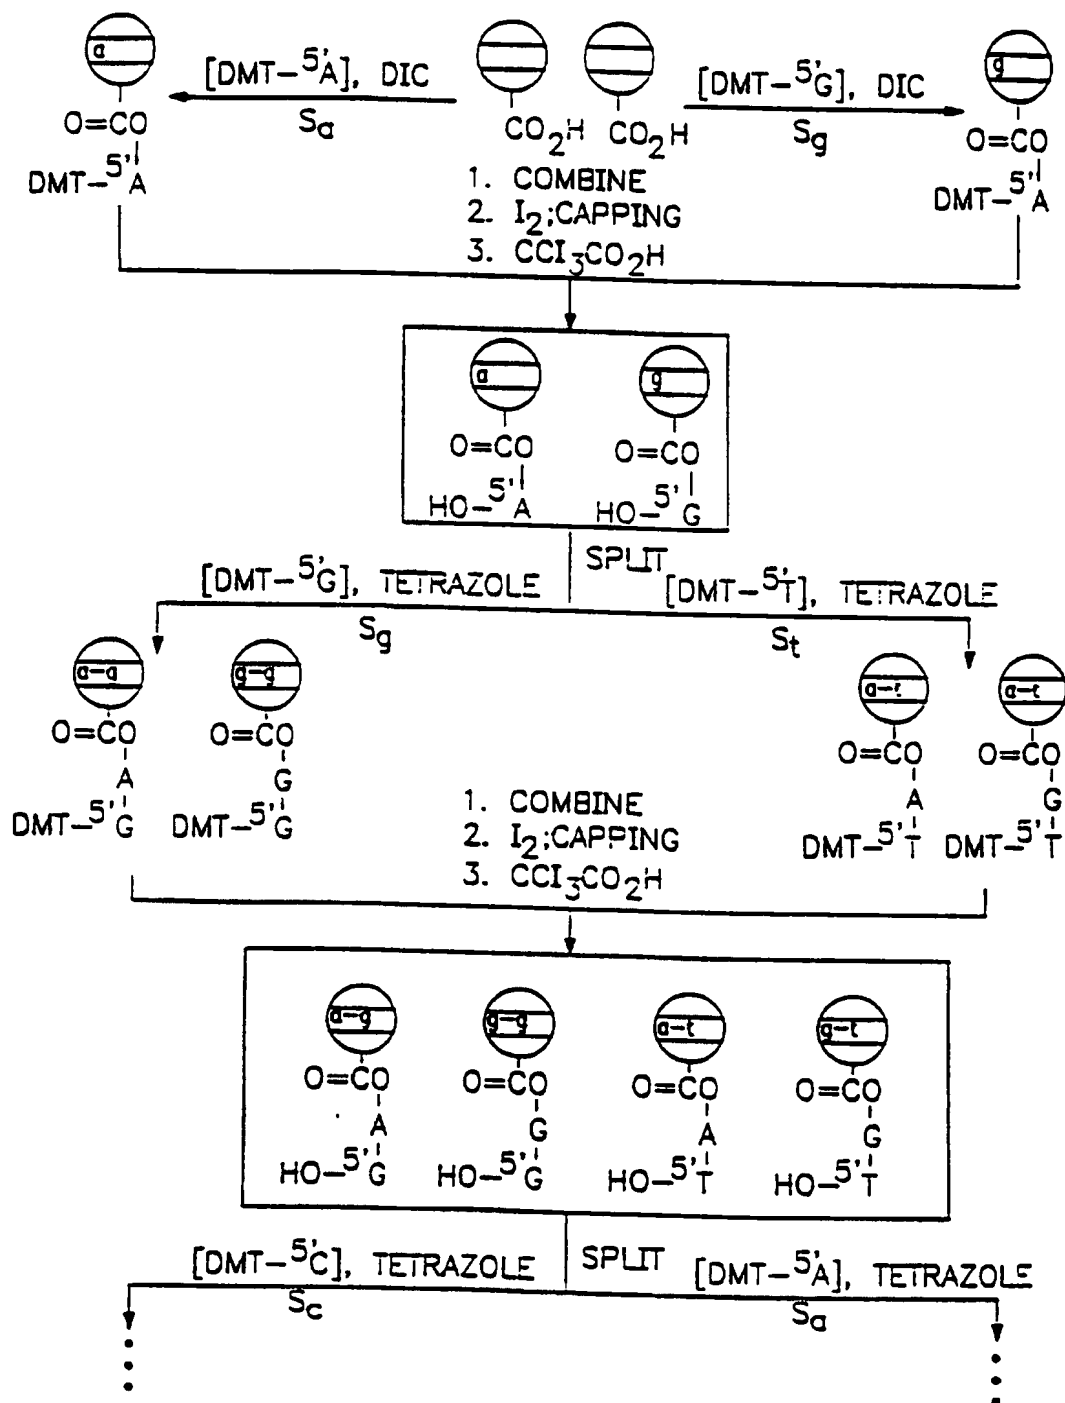 a
[DMT-5'A], DIC
Sa
[DMT-5'G], DIC
Sg
g
CO2H
CO2H
O=CO
DMT-5'A
O=CO
DMT-5'A
1. COMBINE
2. I2;CAPPING
3. CCl3CO2H
a
g
O=CO
O=CO
HO-5'A
HO-5'G
SPLIT
[DMT-5'G], TETRAZOLE
Sg
[DMT-5'T], TETRAZOLE
St
a-g
g-g
a-t
a-t
O=CO
O=CO
O=CO
O=CO
A
G
A
G
DMT-5'G
DMT-5'G
DMT-5'T
DMT-5'T
1. COMBINE
2. I2;CAPPING
3. CCl3CO2H
a-g
g-g
a-t
g-t
O=CO
O=CO
O=CO
O=CO
A
G
A
G
HO-5'G
HO-5'G
HO-5'T
HO-5'T
[DMT-5'C], TETRAZOLE
Sc
SPLIT
[DMT-5'A], TETRAZOLE
Sa